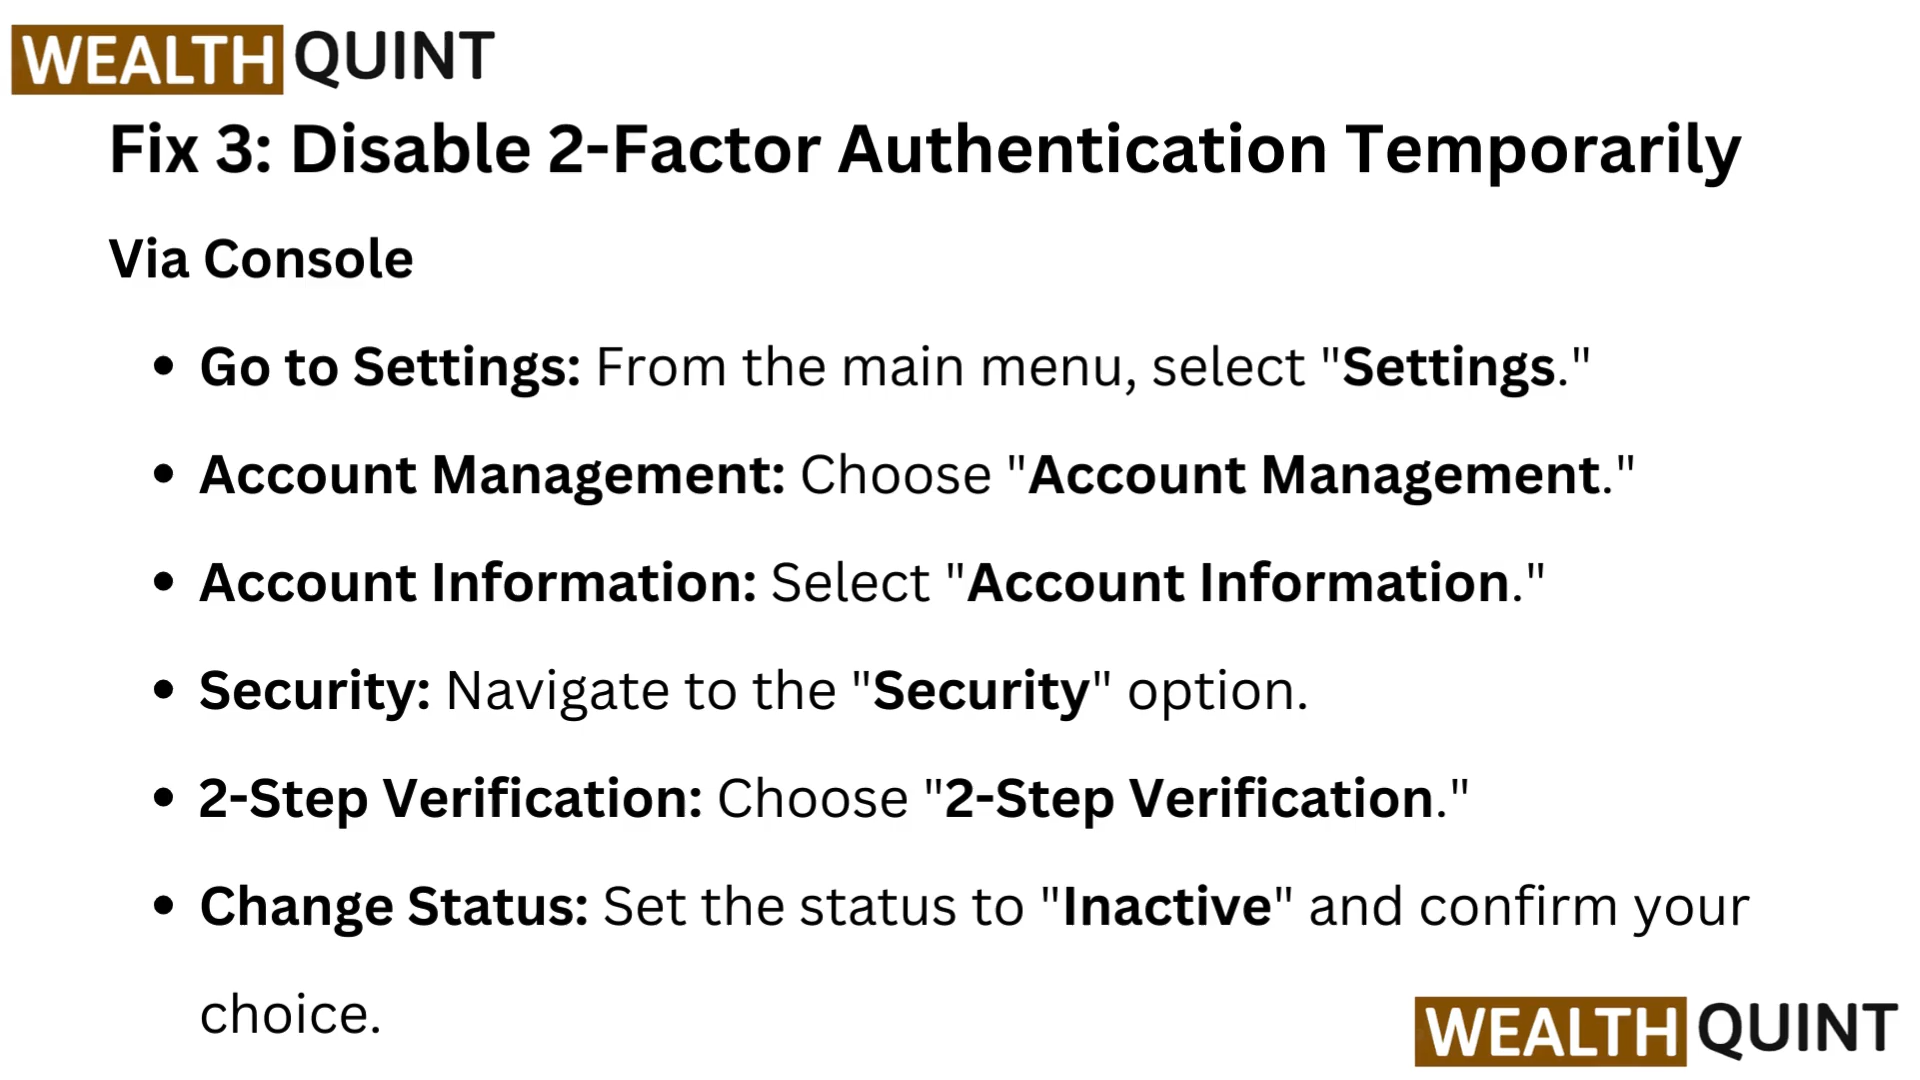 WEALTH QUINT
Fix 3: Disable 2-Factor Authentication Temporarily
Via Console
• Go to Settings: From the main menu, select "Settings."
• Account Management: Choose "Account Management."
• Account Information: Select "Account Information."
• Security: Navigate to the "Security" option.
• 2-Step Verification: Choose "2-Step Verification."
• Change Status: Set the status to "Inactive" and confirm your
choice.
WEALTH QUINT